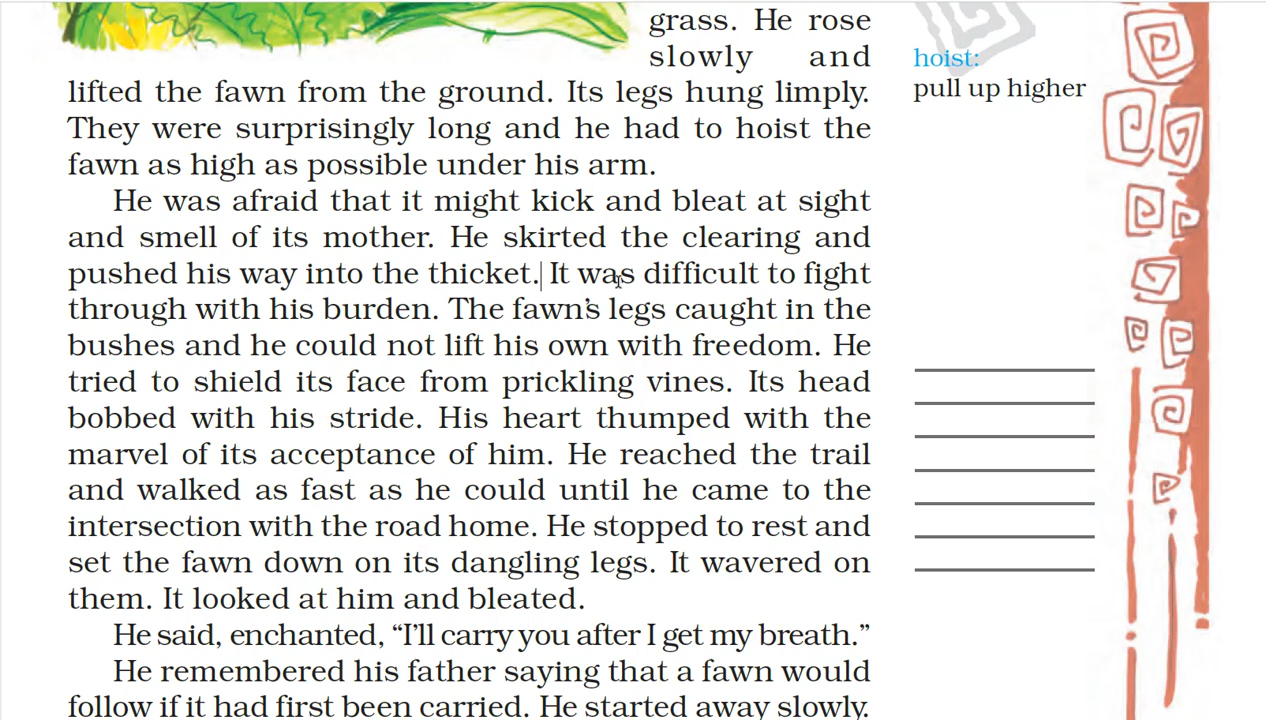 grass. He rose
slowly and
lifted the fawn from the ground. Its legs hung limply.
They were surprisingly long and he had to hoist the
fawn as high as possible under his arm.
He was afraid that it might kick and bleat at sight
and smell of its mother. He skirted the clearing and
pushed his way into the thicket. It was difficult to fight
through with his burden. The fawn's legs caught in the
bushes and he could not lift his own with freedom. He
tried to shield its face from prickling vines. Its head
bobbed with his stride. His heart thumped with the
marvel of its acceptance of him. He reached the trail
and walked as fast as he could until he came to the
intersection with the road home. He stopped to rest and
set the fawn down on its dangling legs. It wavered on
them. It looked at him and bleated.
He said, enchanted, “I’ll carry you after I get my breath.”
He remembered his father saying that a fawn would
follow if it had first been carried. He started away slowly.
hoist:
pull up higher